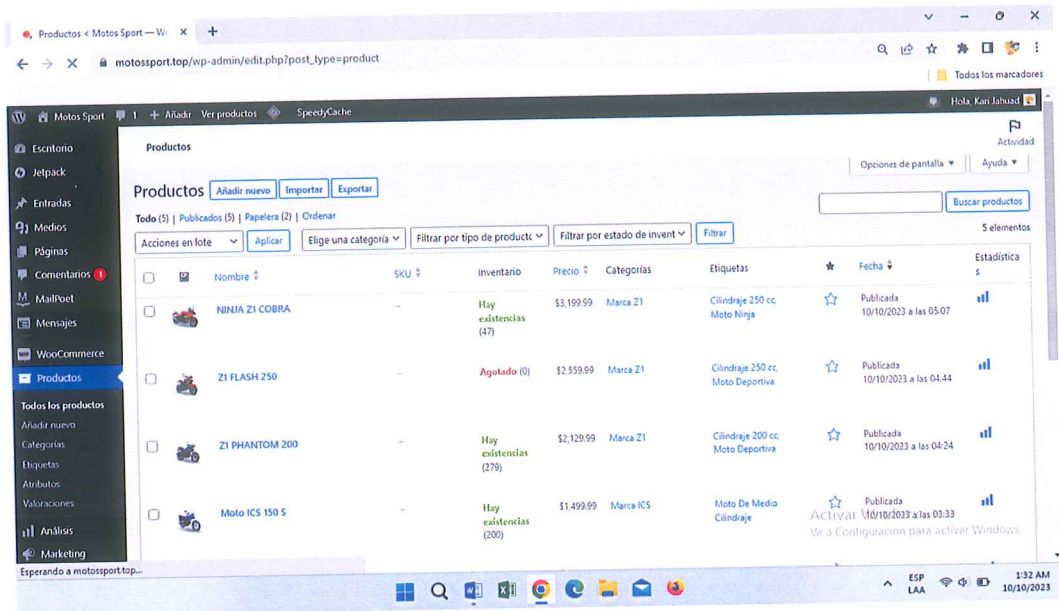 Productos < Motos Sport — W
motossport.top/wp-admin/edit.php?post_type=product
Todos los marcadores
Motos Sport 1 + Añadir Ver productos SpeedyCache Hola, Kari Jahuad
Escritorio
Jetpack
Entradas
Medios
Páginas
Comentarios 1
MailPoet
Mensajes
WooCommerce
Productos
Todos los productos
Añadir nuevo
Categorías
Etiquetas
Atributos
Valoraciones
Análisis
Marketing
Productos
Actividad
Opciones de pantalla ▼ Ayuda ▼
Productos Añadir nuevo Importar Exportar
Todo (5) | Publicados (5) | Papelera (2) | Ordenar
Buscar productos
Acciones en lote Aplicar Elige una categoría Filtrar por tipo de producto Filtrar por estado de invent Filtrar
5 elementos
Nombre SKU Inventario Precio Categorías Etiquetas Fecha Estadística
s
NINJA Z1 COBRA – Hay $3,199.99 Marca Z1 Cilindraje 250 cc, Publicada
existencias Moto Ninja 10/10/2023 a las 05:07
(47)
Z1 FLASH 250 – Agotado (0) $2,559.99 Marca Z1 Cilindraje 250 cc, Publicada
Moto Deportiva 10/10/2023 a las 04:44
Z1 PHANTOM 200 – Hay $2,129.99 Marca Z1 Cilindraje 200 cc, Publicada
existencias Moto Deportiva 10/10/2023 a las 04:24
(279)
Moto ICS 150 S – Hay $1,499.99 Marca ICS Moto De Medio Publicada
existencias Cilindraje 10/10/2023 a las 03:33
(200)
Activar Windows
Ve a Configuración para activar Windows.
Esperando a motossport.top...
ESP 1:32 AM
LAA 10/10/2023